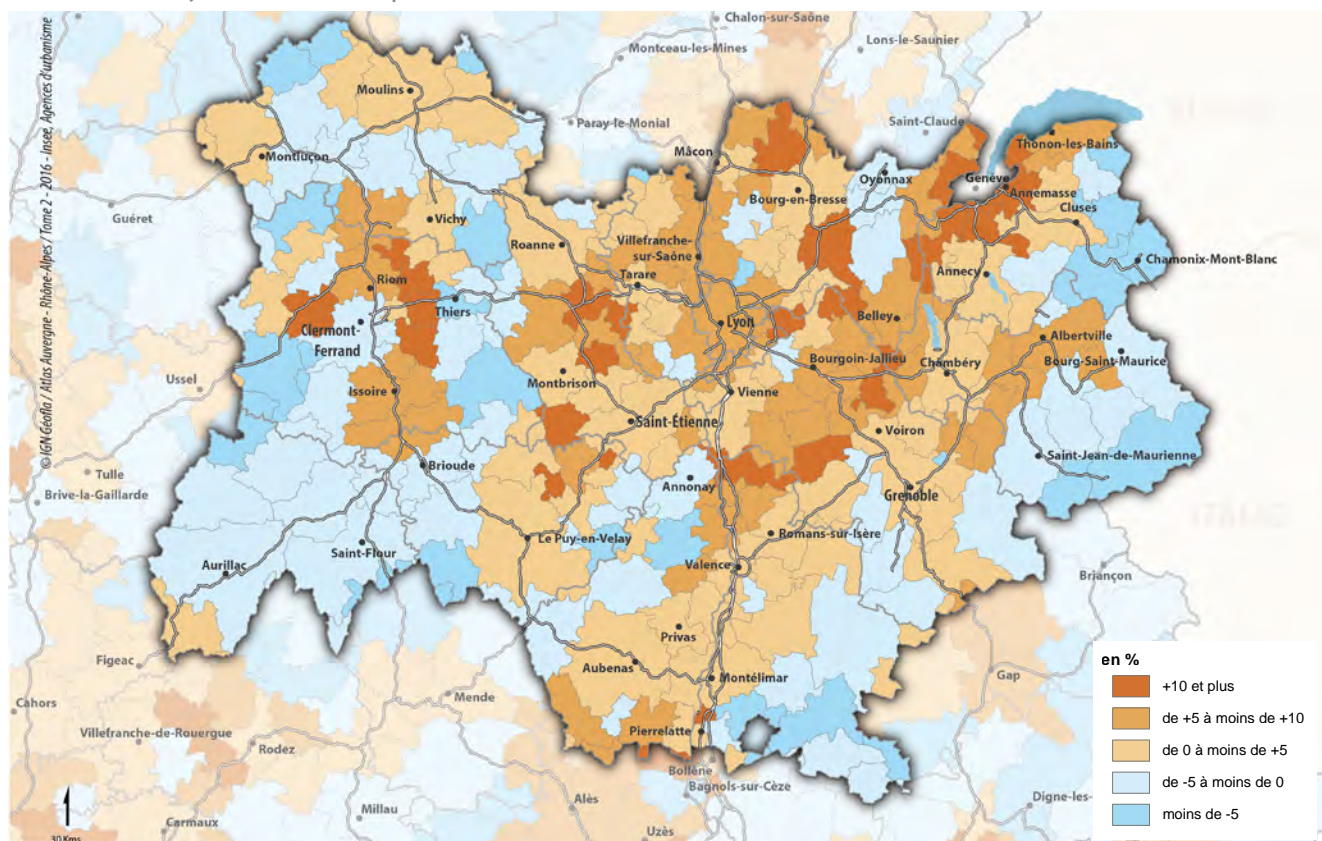 © IGN-Géofla / Atlas Auvergne - Rhône-Alpes / Tome 2 - 2016 - Insee, Agences d'urbanisme
Chalon-sur-Saône
Lons-le-Saunier
Montceau-les-Mines
Moulins
Paray-le-Monial
Saint-Claude
Thonon-les-Bains
Montluçon
Mâcon
Oyonnax
Genève
Annemasse
Guéret
Vichy
Bourg-en-Bresse
Cluses
Roanne
Villefranche-
sur-Saône
Chamonix-Mont-Blanc
Annecy
Riom
Tarare
Thiers
Clermont-
Ferrand
Lyon
Belley
Albertville
Ussel
Issoire
Montbrison
Bourgoin-Jallieu
Chambéry
Bourg-Saint-Maurice
Vienne
Saint-Étienne
Voiron
Tulle
Brioude
Saint-Jean-de-Maurienne
Brive-la-Gaillarde
Annonay
Grenoble
ITALIE
Le Puy-en-Velay
Romans-sur-Isère
Saint-Flour
Aurillac
Valence
Briançon
Privas
Figeac
Aubenas
Montélimar
Gap
Cahors
Mende
Pierrelatte
Villefranche-de-Rouergue
Rodez
Bollène
Bagnols-sur-Cèze
Millau
Alès
Digne-les-
Carmaux
Uzès
30 Kms
en %
+10 et plus
de +5 à moins de +10
de 0 à moins de +5
de -5 à moins de 0
moins de -5